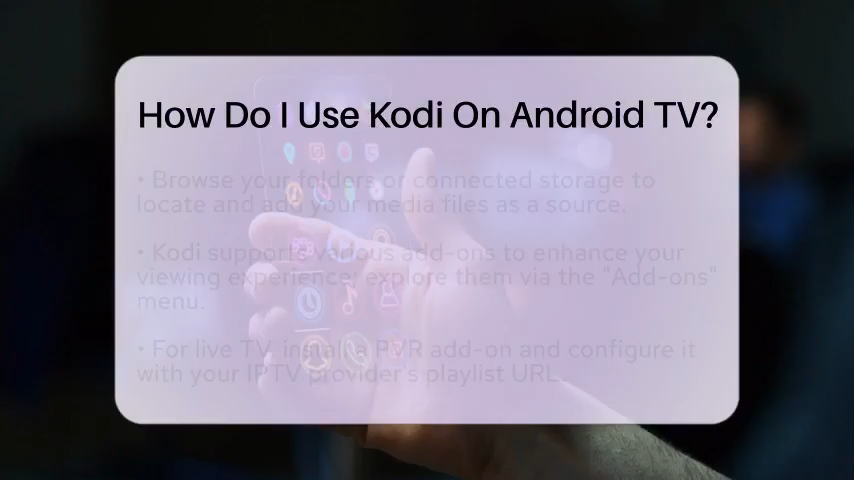 How Do I Use Kodi On Android TV?
• Browse your folders or connected storage to
locate and add your media files as a source.
• Kodi supports various add-ons to enhance your
viewing experience; explore them via the "Add-ons"
menu.
• For live TV, install a PVR add-on and configure it
with your IPTV provider's playlist URL.